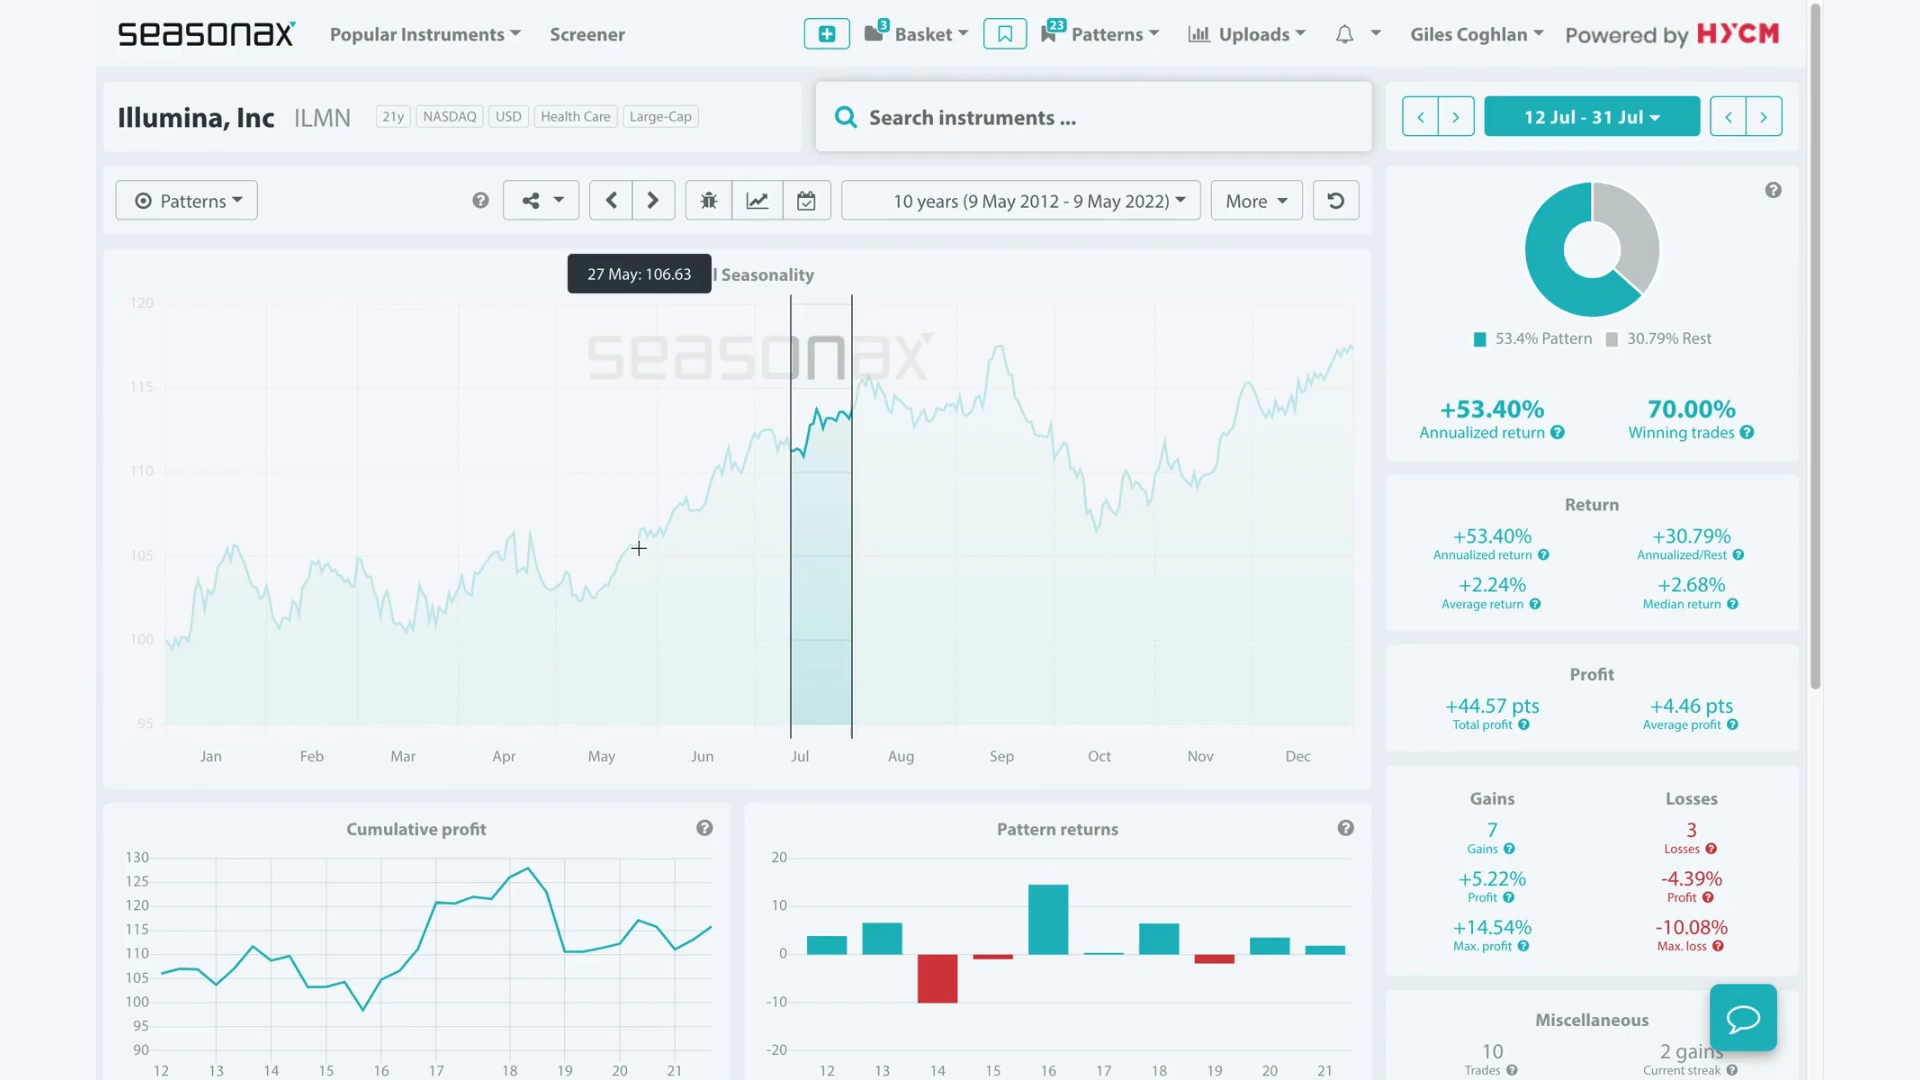 seasonax
Popular Instruments
Screener
3
Basket
23
Patterns
Uploads
Giles Coghlan
Powered by HYCM
Illumina, Inc ILMN
21y
NASDAQ
USD
Health Care
Large-Cap
Search instruments ...
12 Jul - 31 Jul
Patterns
10 years (9 May 2012 - 9 May 2022)
More
27 May: 106.63
l Seasonality
seasonax
120
115
110
105
100
95
Jan Feb Mar Apr May Jun Jul Aug Sep Oct Nov Dec
53.4% Pattern
30.79% Rest
+53.40% 70.00%
Annualized return Winning trades
Return
+53.40% +30.79%
Annualized return Annualized/Rest
+2.24% +2.68%
Average return Median return
Profit
+44.57 pts +4.46 pts
Total profit Average profit
Gains Losses
7 3
Gains Losses
+5.22% -4.39%
Profit Profit
+14.54% -10.08%
Max. profit Max. loss
Miscellaneous
10 2 gains
Trades Current streak
Cumulative profit
130
125
120
115
110
105
100
95
90
12 13 14 15 16 17 18 19 20 21
Pattern returns
20
10
0
-10
-20
12 13 14 15 16 17 18 19 20 21